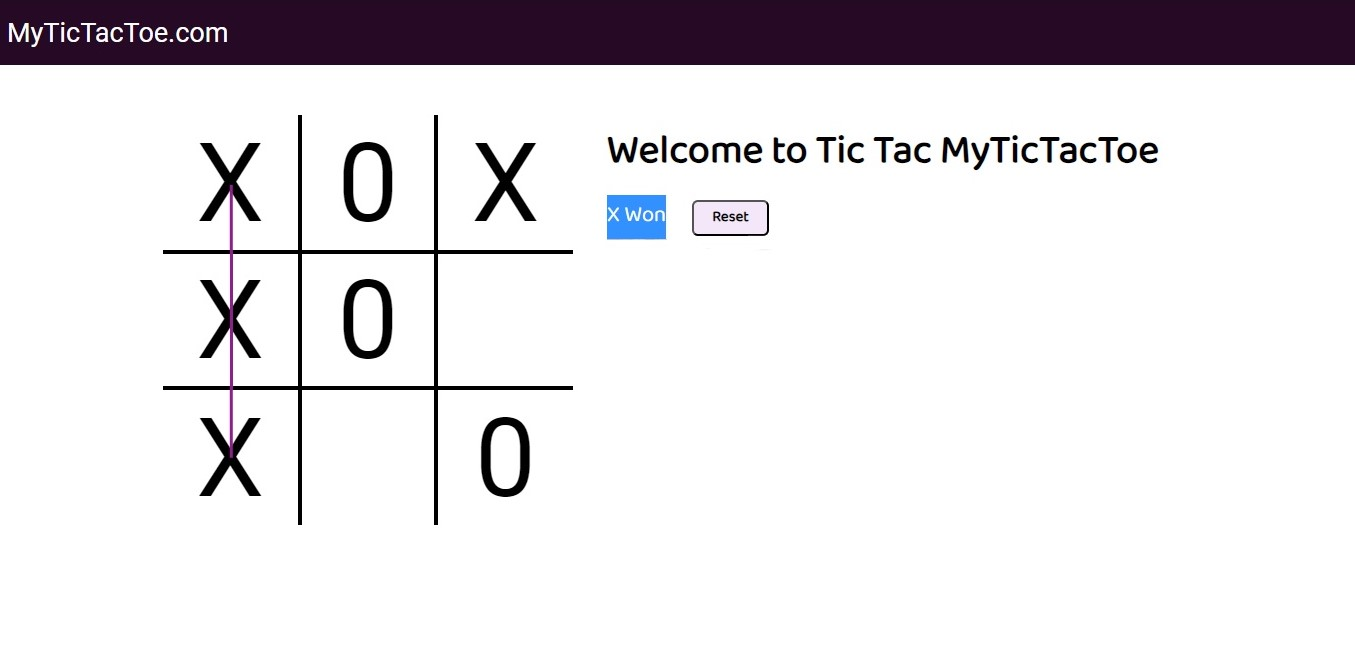 MyTicTacToe.com
X 0 X
X 0
X 0
Welcome to Tic Tac MyTicTacToe
X Won Reset